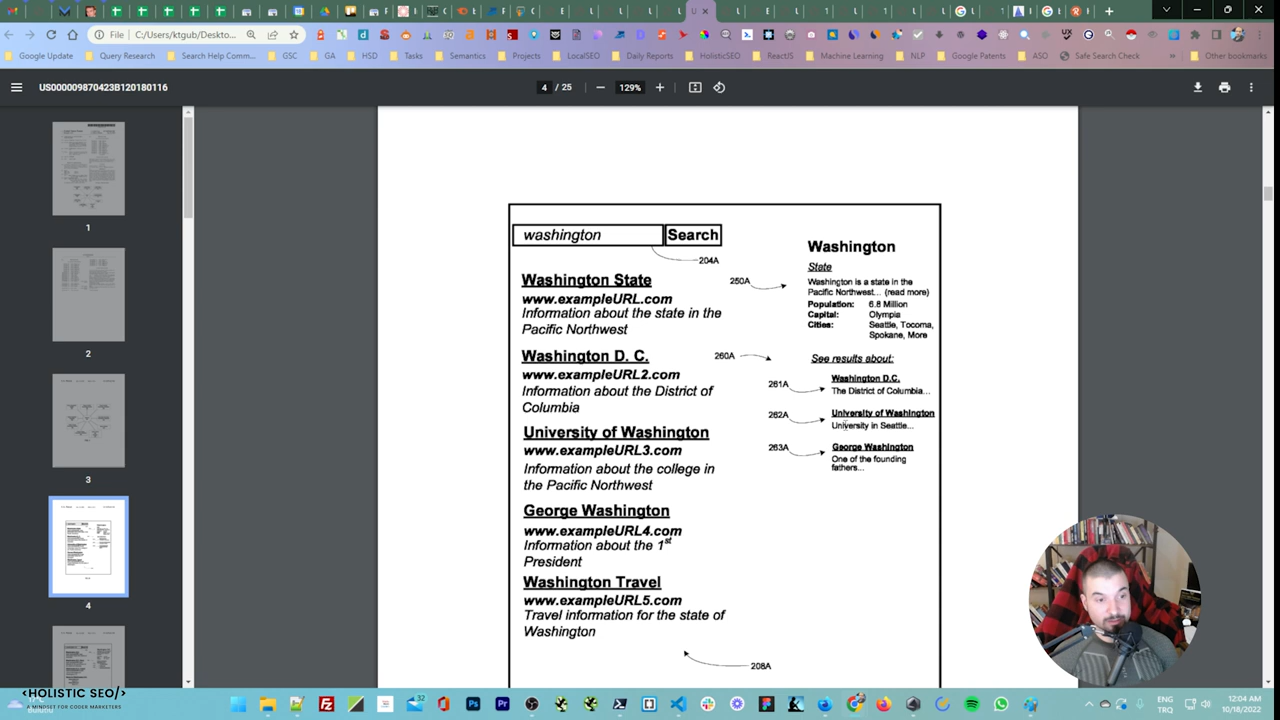 File
C:/Users/ktgub/Deskto...
Google Update
Query Research
Search Help Comm...
GSC
GA
HSD
Tasks
Semantics
Projects
LocalSEO
Daily Reports
HolisticSEO
ReactJS
Machine Learning
NLP
Google Patents
ASO
Safe Search Check
»
Other bookmarks
US000009870423B120180116
4 / 25
129%
1
2
3
4
washington
Search
204A
Washington State
www.exampleURL.com
Information about the state in the
Pacific Northwest
Washington D. C.
www.exampleURL2.com
Information about the District of
Columbia
University of Washington
www.exampleURL3.com
Information about the college in
the Pacific Northwest
George Washington
www.exampleURL4.com
Information about the 1st
President
Washington Travel
www.exampleURL5.com
Travel information for the state of
Washington
208A
250A
Washington
State
Washington is a state in the
Pacific Northwest... (read more)
Population: 6.8 Million
Capital: Olympia
Cities: Seattle, Tocoma,
Spokane, More
260A
See results about:
261A
Washington D.C.
The District of Columbia...
262A
University of Washington
University in Seattle...
263A
George Washington
One of the founding
fathers...
<HOLISTIC SEO/>
A MINDSET FOR CODER MARKETERS
32
ENG
TRQ
12:04 AM
10/18/2022